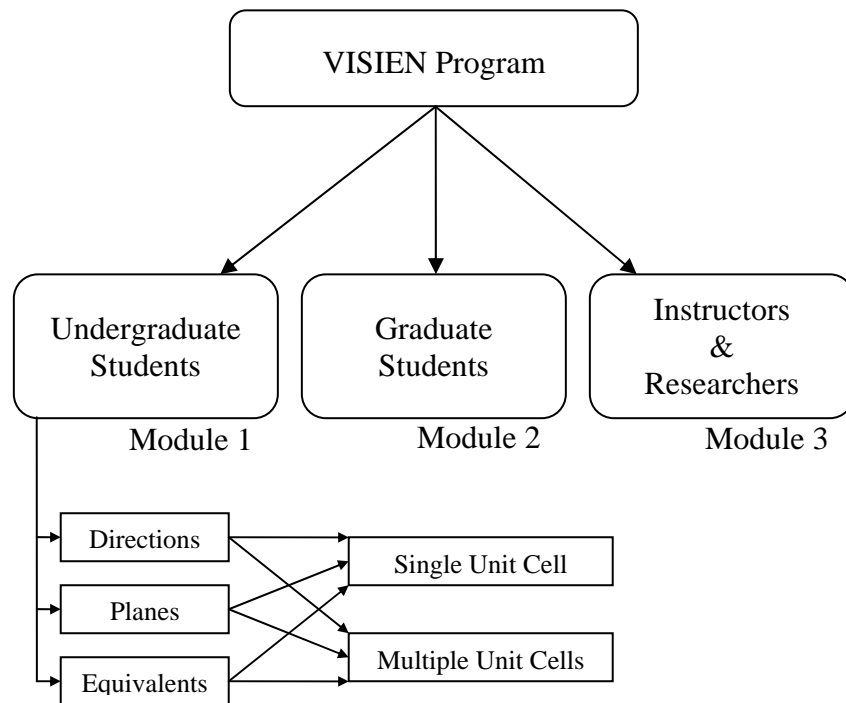 VISIEN Program
Undergraduate
Students
Module 1
Graduate
Students
Module 2
Instructors
&
Researchers
Module 3
Directions
Planes
Equivalents
Single Unit Cell
Multiple Unit Cells